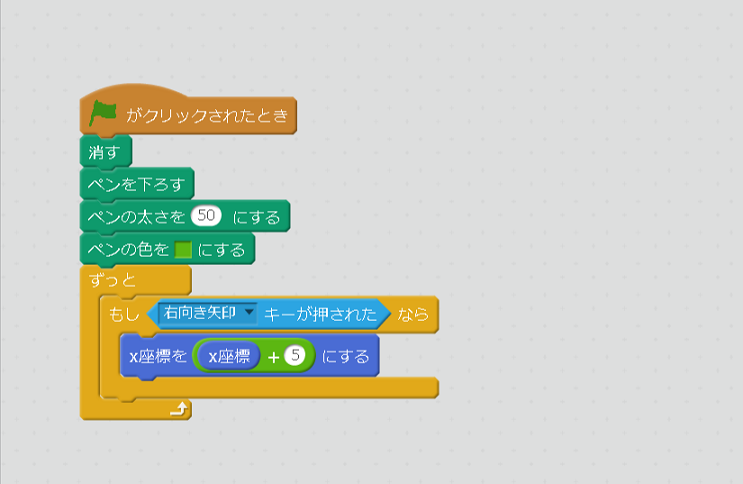 がクリックされたとき
消す
ペンを下ろす
ペンの太さを 50 にする
ペンの色を にする
ずっと
もし 右向き矢印 キーが押された なら
x座標を x座標 + 5 にする